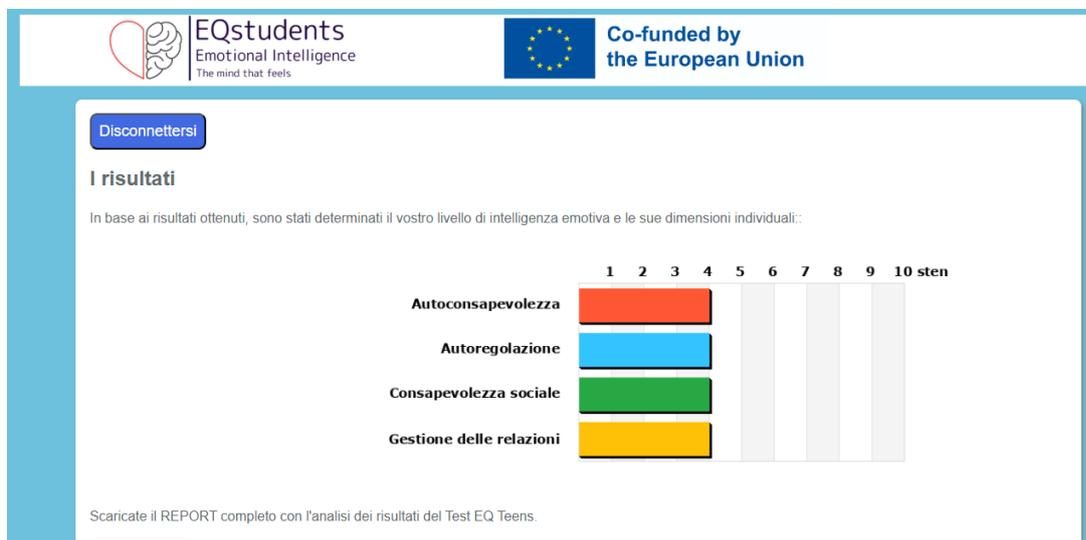 EQstudents
Emotional Intelligence
The mind that feels
Co-funded by
the European Union
Disconnettersi
I risultati
In base ai risultati ottenuti, sono stati determinati il vostro livello di intelligenza emotiva e le sue dimensioni individuali::
1 2 3 4 5 6 7 8 9 10 sten
Autoconsapevolezza
Autoregolazione
Consapevolezza sociale
Gestione delle relazioni
Scaricate il REPORT completo con l'analisi dei risultati del Test EQ Teens.